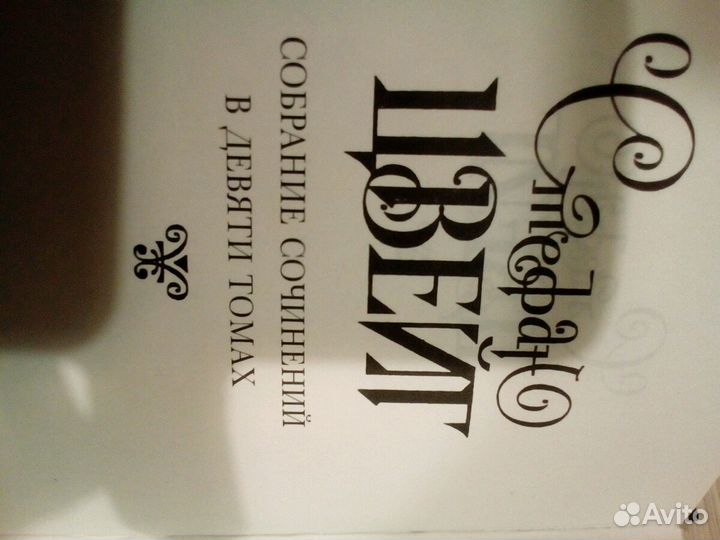 Стефан
ЦВЕЙГ
СОБРАНИЕ СОЧИНЕНИЙ
В ДЕВЯТИ ТОМАХ
Avito